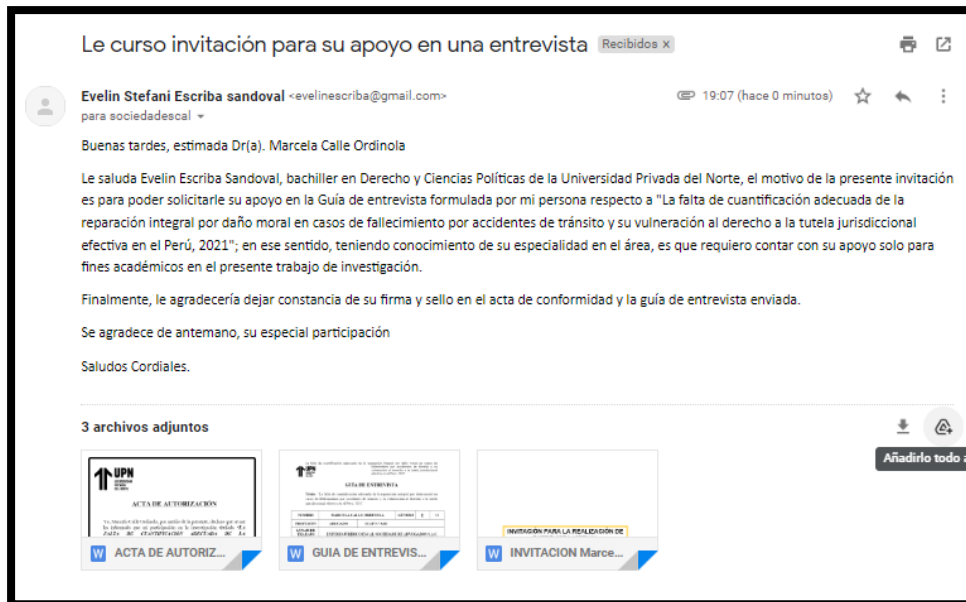 Le curso invitación para su apoyo en una entrevista Recibidos x
Evelin Stefani Escriba sandoval <evelinescriba@gmail.com> 19:07 (hace 0 minutos)
para sociedadescal
Buenas tardes, estimada Dr(a). Marcela Calle Ordinola
Le saluda Evelin Escriba Sandoval, bachiller en Derecho y Ciencias Políticas de la Universidad Privada del Norte, el motivo de la presente invitación
es para poder solicitarle su apoyo en la Guía de entrevista formulada por mi persona respecto a "La falta de cuantificación adecuada de la
reparación integral por daño moral en casos de fallecimiento por accidentes de tránsito y su vulneración al derecho a la tutela jurisdiccional
efectiva en el Perú, 2021"; en ese sentido, teniendo conocimiento de su especialidad en el área, es que requiero contar con su apoyo solo para
fines académicos en el presente trabajo de investigación.
Finalmente, le agradecería dejar constancia de su firma y sello en el acta de conformidad y la guía de entrevista enviada.
Se agradece de antemano, su especial participación
Saludos Cordiales.
3 archivos adjuntos
Añadirlo todo a
UPN
ACTA DE AUTORIZACIÓN
W ACTA DE AUTORIZ...
UPN
GUIA DE ENTREVISTA
W GUIA DE ENTREVIS...
INVITACIÓN PARA LA REALIZACIÓN DE
W INVITACION Marce...